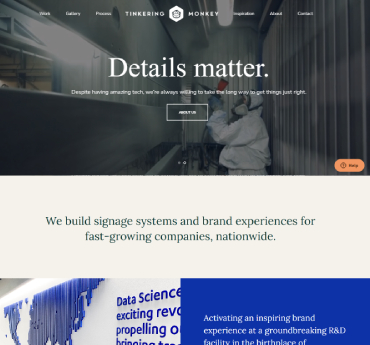 Work Gallery Process TINKERING MONKEY Inspiration About Contact
Details matter.
Despite having amazing tech, we're always willing to take the long way to get things just right.
ABOUT US
Help
We build signage systems and brand experiences for
fast-growing companies, nationwide.
Data Science
exciting revo
propelling o
bringing tra
Activating an inspiring brand
experience at a groundbreaking R&D
facility in the birthplace of